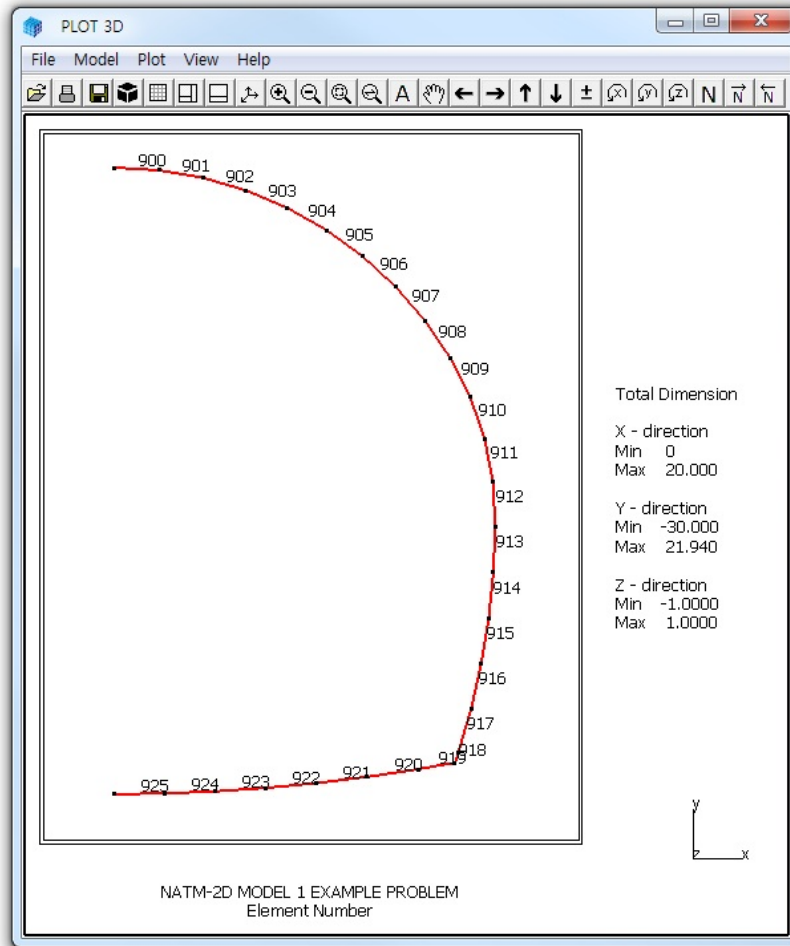 PLOT 3D
File Model Plot View Help
A X y Z N N N
900
901
902
903
904
905
906
907
908
909
910
911
912
913
914
915
916
917
918
919
920
921
922
923
924
925
Total Dimension
X - direction
Min 0
Max 20.000
Y - direction
Min -30.000
Max 21.940
Z - direction
Min -1.0000
Max 1.0000
y
z x
NATM-2D MODEL 1 EXAMPLE PROBLEM
Element Number